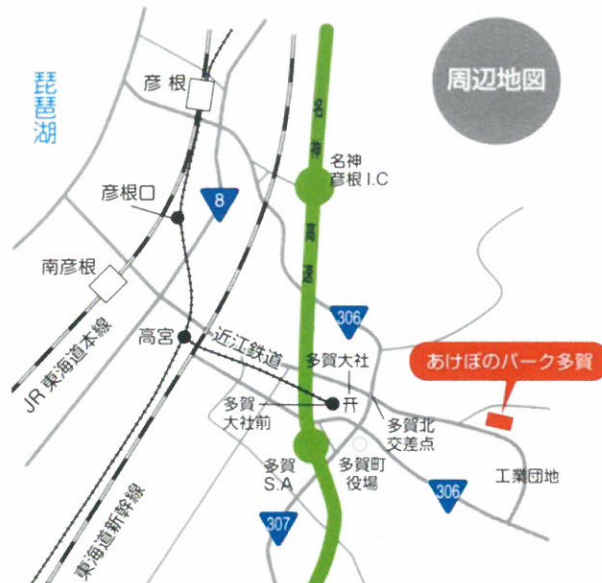 周辺地図
琵琶湖
彦根
名神高速
名神
彦根I.C
彦根口
8
南彦根
306
高宮
近江鉄道
多賀大社
あけぼのパーク多賀
JR東海道本線
多賀
大社前
多賀北
交差点
多賀
S.A
多賀町
役場
工業団地
306
307
東海道新幹線